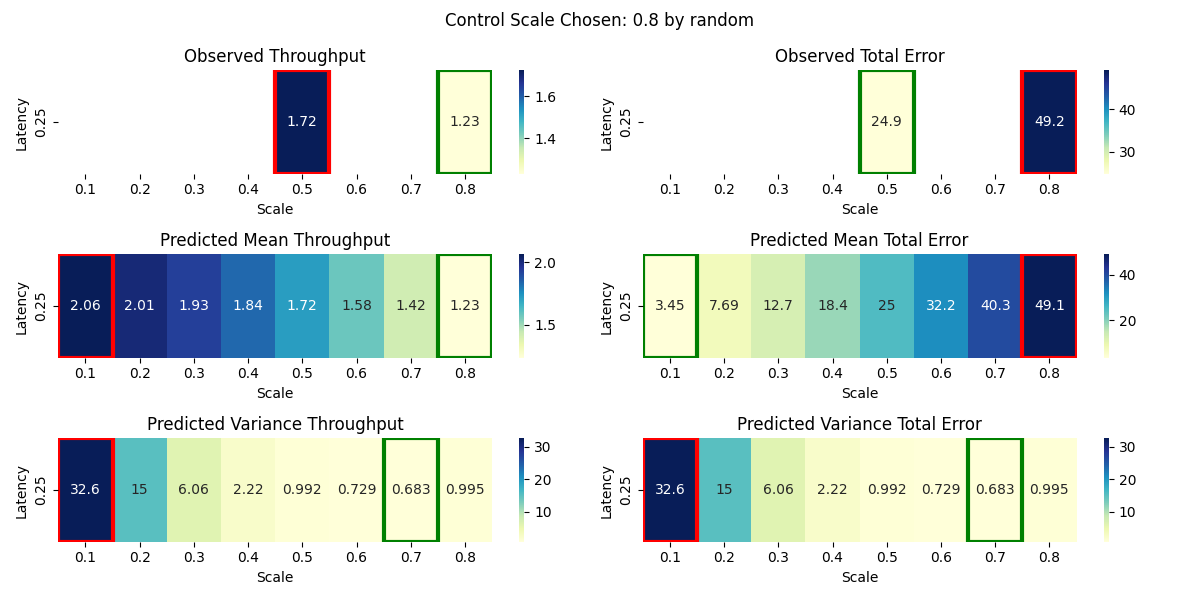 Control Scale Chosen: 0.8 by random
Observed Throughput
Latency
0.25
1.72
1.23
1.6
1.4
0.1 0.2 0.3 0.4 0.5 0.6 0.7 0.8
Scale
Observed Total Error
Latency
0.25
24.9
49.2
40
30
0.1 0.2 0.3 0.4 0.5 0.6 0.7 0.8
Scale
Predicted Mean Throughput
Latency
0.25
2.06 2.01 1.93 1.84 1.72 1.58 1.42 1.23
2.0
1.5
0.1 0.2 0.3 0.4 0.5 0.6 0.7 0.8
Scale
Predicted Mean Total Error
Latency
0.25
3.45 7.69 12.7 18.4 25 32.2 40.3 49.1
40
20
0.1 0.2 0.3 0.4 0.5 0.6 0.7 0.8
Scale
Predicted Variance Throughput
Latency
0.25
32.6 15 6.06 2.22 0.992 0.729 0.683 0.995
30
20
10
0.1 0.2 0.3 0.4 0.5 0.6 0.7 0.8
Scale
Predicted Variance Total Error
Latency
0.25
32.6 15 6.06 2.22 0.992 0.729 0.683 0.995
30
20
10
0.1 0.2 0.3 0.4 0.5 0.6 0.7 0.8
Scale